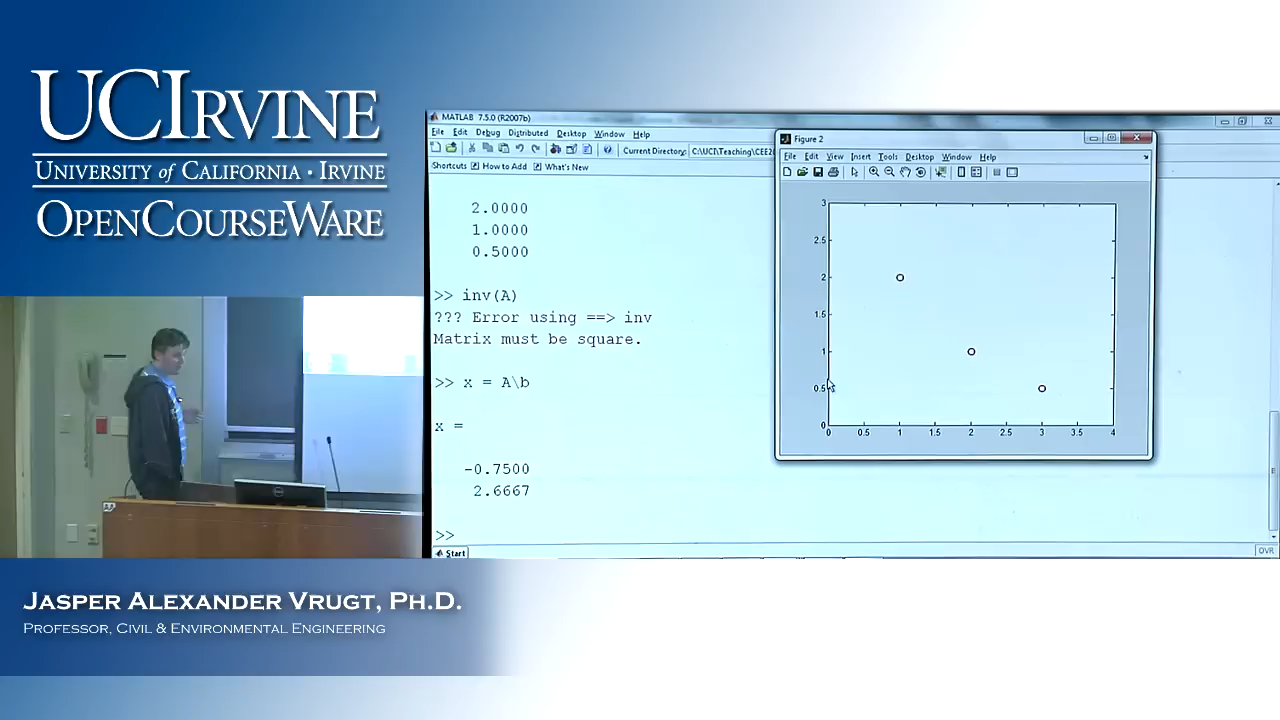 UCIRVINE
UNIVERSITY of CALIFORNIA · IRVINE
OPENCOURSEWARE
MATLAB 7.5.0 (R2007b)
File Edit Debug Distributed Desktop Window Help
Current Directory: C:\UCI\Teaching\CEE20
Shortcuts How to Add What's New
2.0000
1.0000
0.5000
>> inv(A)
??? Error using ==> inv
Matrix must be square.
>> x = A\b
x =
-0.7500
2.6667
>>
Start
OVR
Figure 2
File Edit View Insert Tools Desktop Window Help
3
2.5
2
1.5
1
0.5
0
0 0.5 1 1.5 2 2.5 3 3.5 4
DELL
JASPER ALEXANDER VRUGT, PH.D.
PROFESSOR, CIVIL & ENVIRONMENTAL ENGINEERING